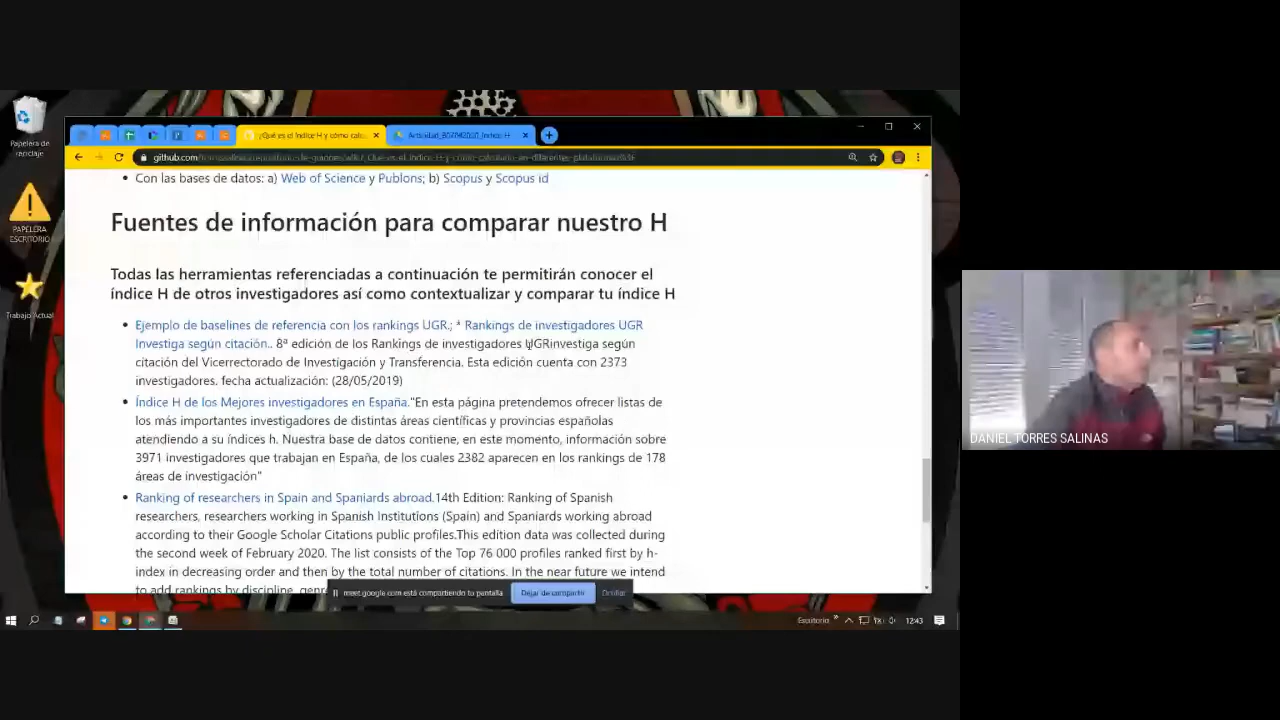 Papelera de
reciclaje
PAPELERA
ESCRITORIO
Trabajo Actual
¿Qué es el Índice H y cómo calcu
github.com
Con las bases de datos: a) Web of Science y Publons; b) Scopus y Scopus id
Fuentes de información para comparar nuestro H
Todas las herramientas referenciadas a continuación te permitirán conocer el
índice H de otros investigadores así como contextualizar y comparar tu índice H
Ejemplo de baselines de referencia con los rankings UGR.; * Rankings de investigadores UGR
Investiga según citación.. 8ª edición de los Rankings de investigadores UGRinvestiga según
citación del Vicerrectorado de Investigación y Transferencia. Esta edición cuenta con 2373
investigadores. fecha actualización: (28/05/2019)
Índice H de los Mejores investigadores en España."En esta página pretendemos ofrecer listas de
los más importantes investigadores de distintas áreas científicas y provincias españolas
atendiendo a su índices h. Nuestra base de datos contiene, en este momento, información sobre
3971 investigadores que trabajan en España, de los cuales 2382 aparecen en los rankings de 178
áreas de investigación"
Ranking of researchers in Spain and Spaniards abroad.14th Edition: Ranking of Spanish
researchers, researchers working in Spanish Institutions (Spain) and Spaniards working abroad
according to their Google Scholar Citations public profiles.This edition data was collected during
the second week of February 2020. The list consists of the Top 76 000 profiles ranked first by h-
index in decreasing order and then by the total number of citations. In the near future we intend
to add rankings by discipline,
meet.google.com está compartiendo tu pantalla
Dejar de compartir
Ocultar
Escritorio
12:43
DANIEL TORRES SALINAS